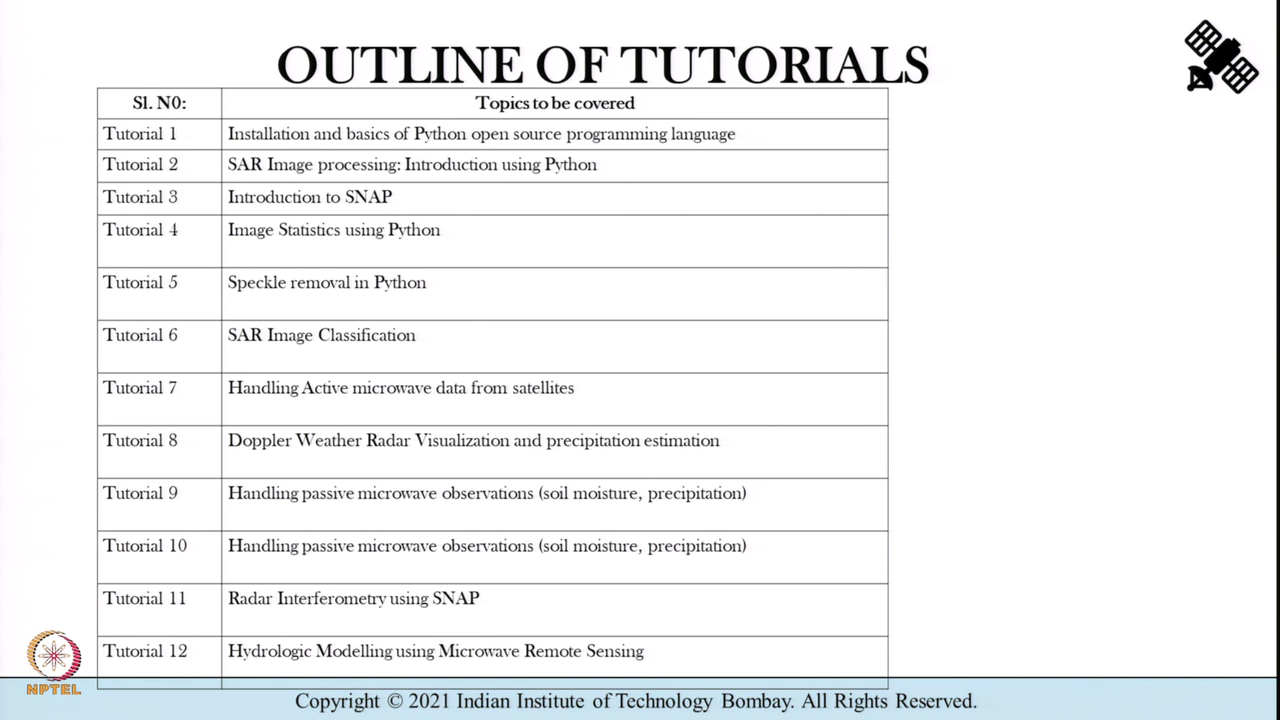 OUTLINE OF TUTORIALS
Sl. N0: Topics to be covered
Tutorial 1 Installation and basics of Python open source programming language
Tutorial 2 SAR Image processing: Introduction using Python
Tutorial 3 Introduction to SNAP
Tutorial 4 Image Statistics using Python
Tutorial 5 Speckle removal in Python
Tutorial 6 SAR Image Classification
Tutorial 7 Handling Active microwave data from satellites
Tutorial 8 Doppler Weather Radar Visualization and precipitation estimation
Tutorial 9 Handling passive microwave observations (soil moisture, precipitation)
Tutorial 10 Handling passive microwave observations (soil moisture, precipitation)
Tutorial 11 Radar Interferometry using SNAP
Tutorial 12 Hydrologic Modelling using Microwave Remote Sensing
NPTEL
Copyright © 2021 Indian Institute of Technology Bombay. All Rights Reserved.